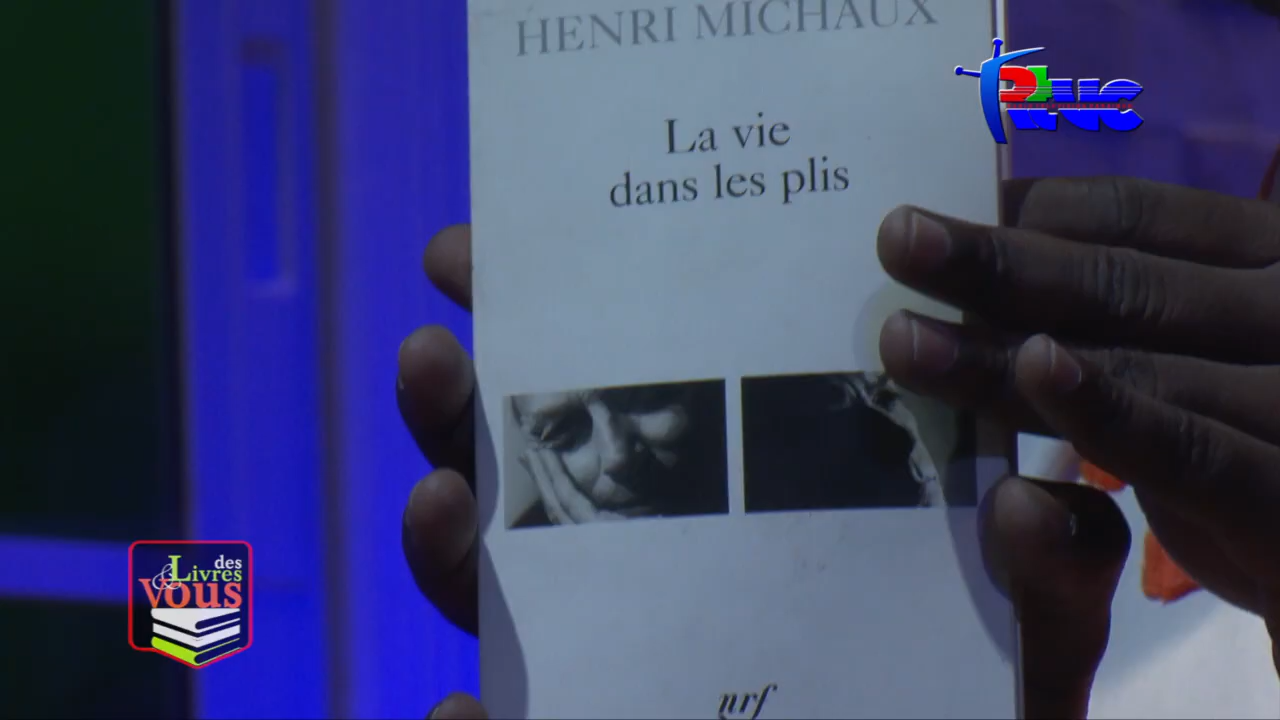 HENRI MICHAUX
La vie
dans les plis
nrf
des
Livres
& Vous